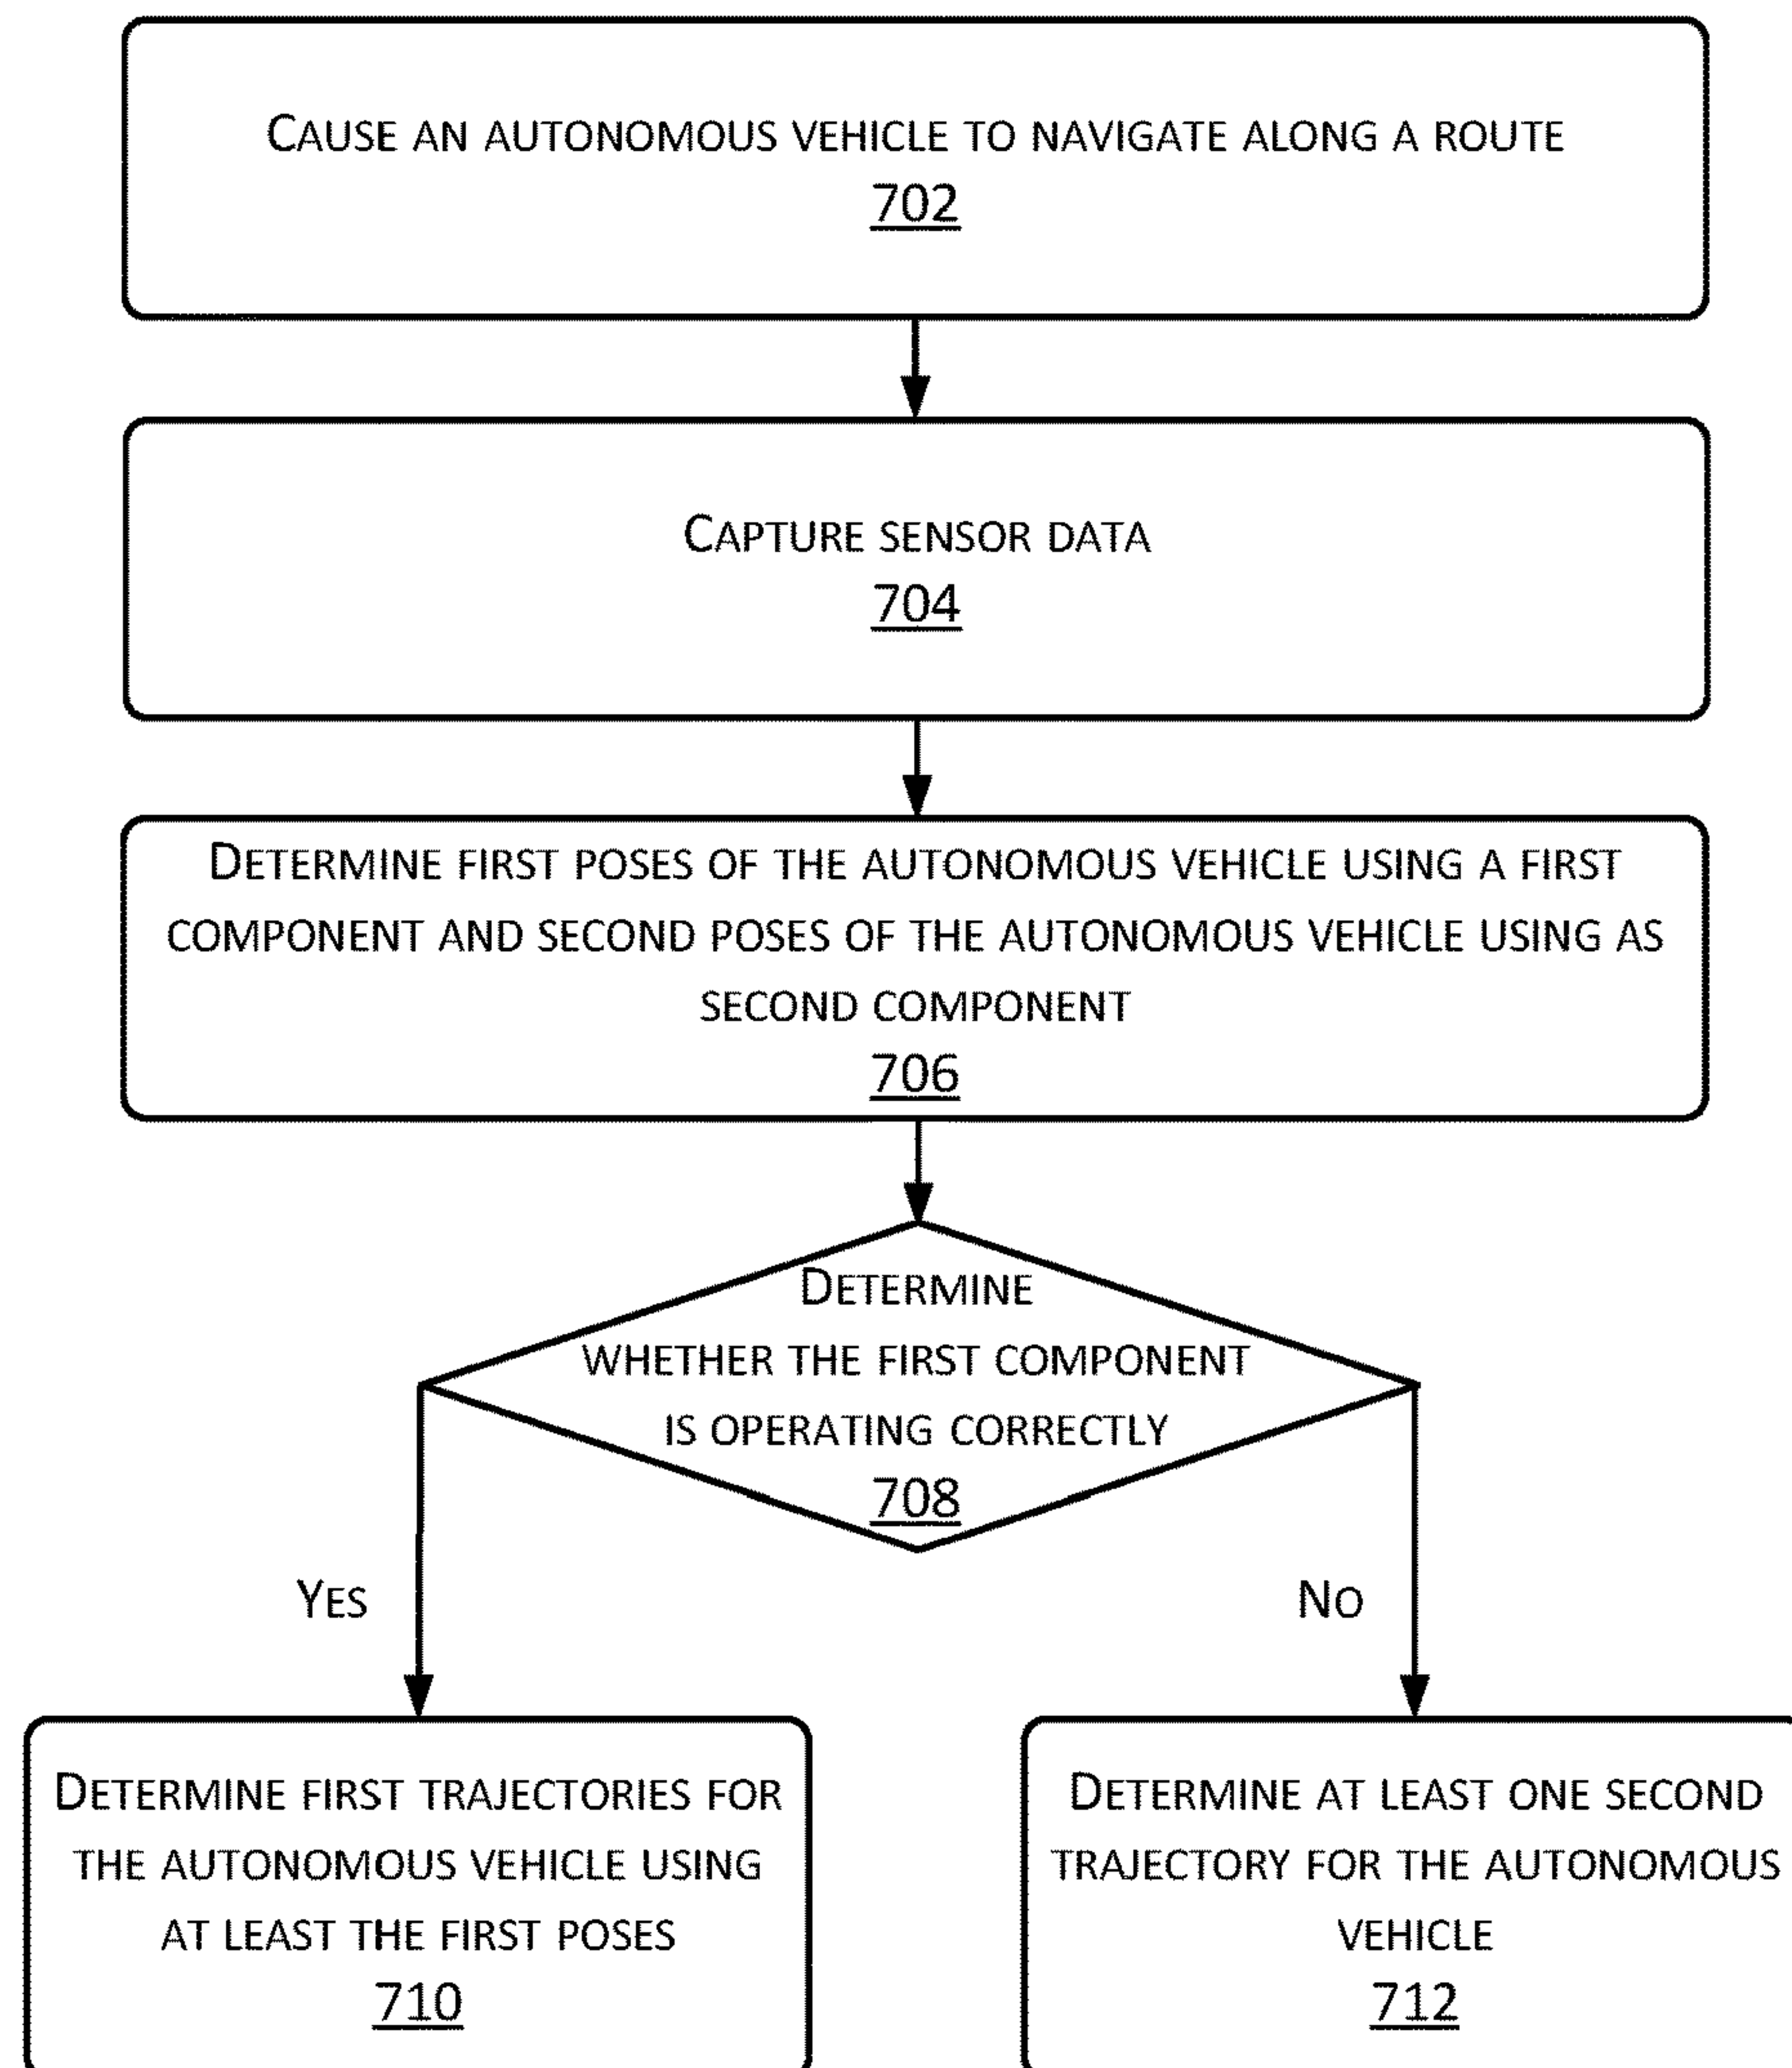 CAUSE AN AUTONOMOUS VEHICLE TO NAVIGATE ALONG A ROUTE
702
CAPTURE SENSOR DATA
704
DETERMINE FIRST POSES OF THE AUTONOMOUS VEHICLE USING A FIRST
COMPONENT AND SECOND POSES OF THE AUTONOMOUS VEHICLE USING AS
SECOND COMPONENT
706
DETERMINE
WHETHER THE FIRST COMPONENT
IS OPERATING CORRECTLY
708
YES
NO
DETERMINE FIRST TRAJECTORIES FOR
THE AUTONOMOUS VEHICLE USING
AT LEAST THE FIRST POSES
710
DETERMINE AT LEAST ONE SECOND
TRAJECTORY FOR THE AUTONOMOUS
VEHICLE
712